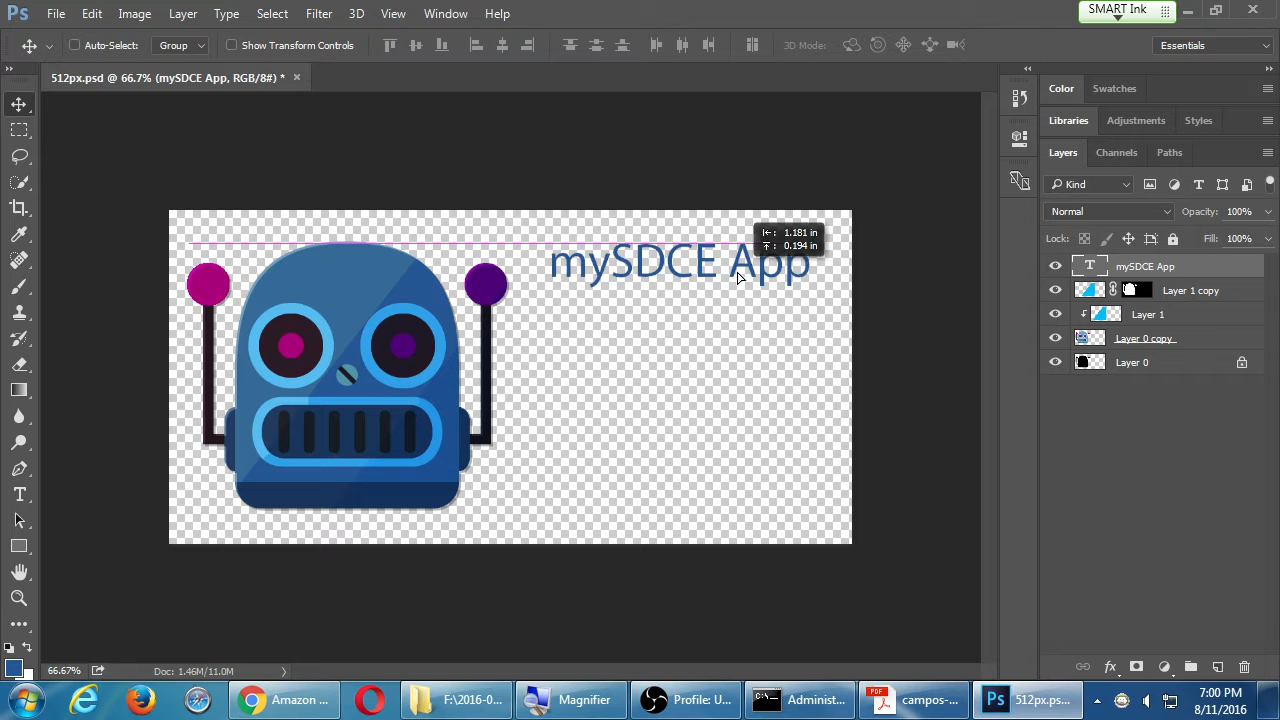 Ps File Edit Image Layer Type Select Filter 3D View Window Help
SMART Ink
Auto-Select: Group Show Transform Controls 3D Mode: Essentials
512px.psd @ 66.7% (mySDCE App, RGB/8#) *
Color Swatches
Libraries Adjustments Styles
Layers Channels Paths
Kind
Normal Opacity: 100%
Lock: Fill: 100%
mySDCE App
Layer 1 copy
Layer 1
Layer 0 copy
Layer 0
1.181 in
0.194 in
mySDCE App
66.67% Doc: 1.46M/11.0M
Amazon ... F:\2016-0... Magnifier Profile: U... Administ... campos-... 512px.ps...
7:00 PM
8/11/2016